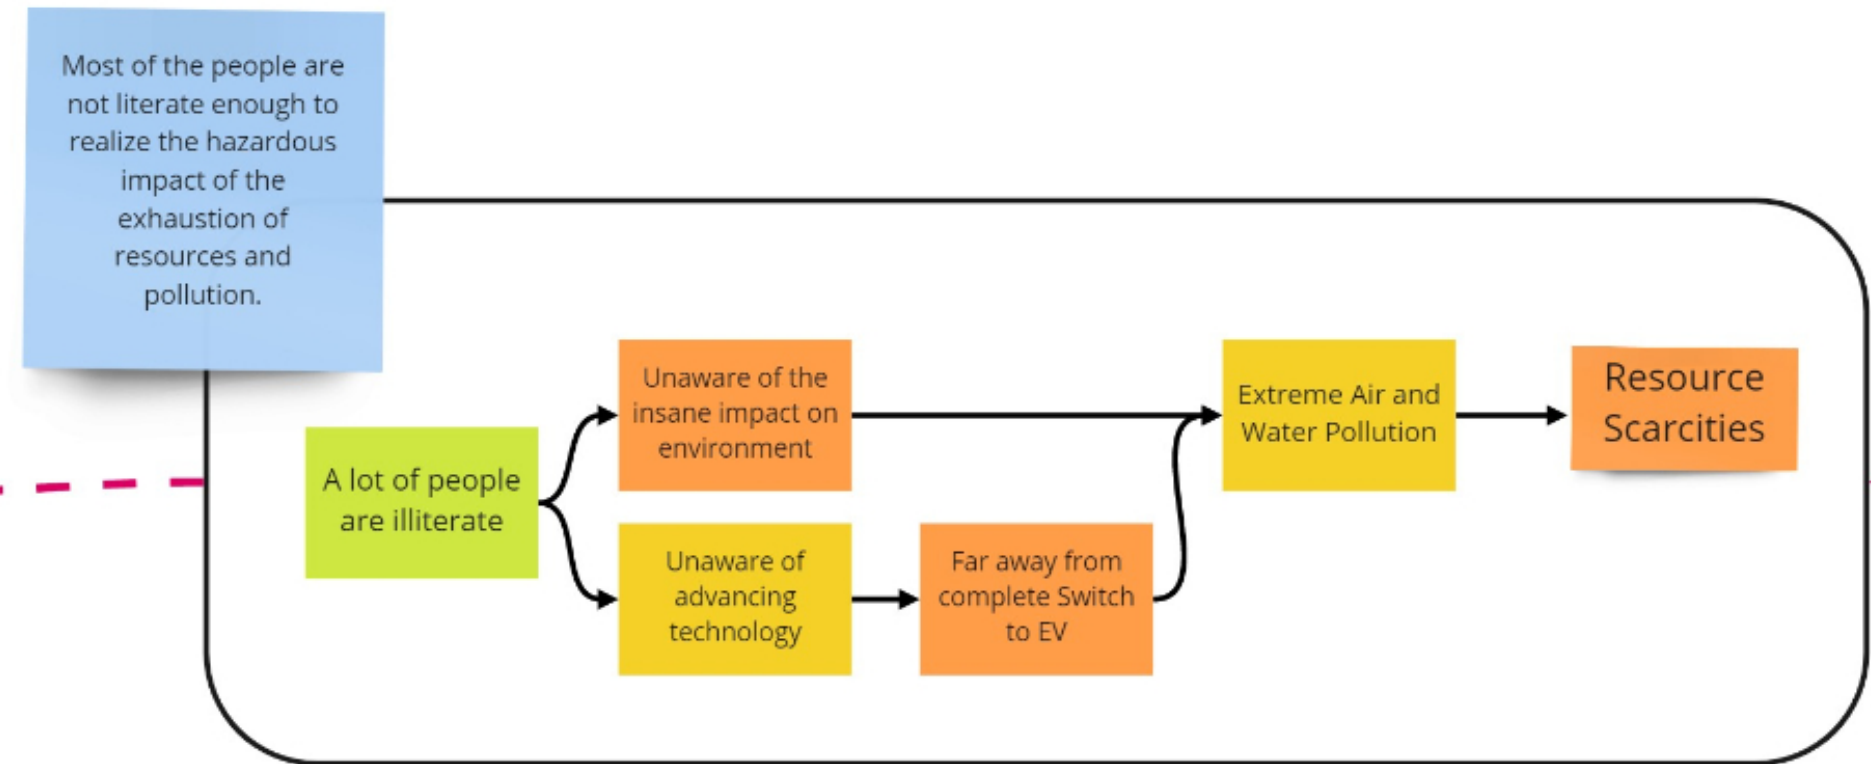 Most of the people are
not literate enough to
realize the hazardous
impact of the
exhaustion of
resources and
pollution.
A lot of people
are illiterate
Unaware of the
insane impact on
environment
Unaware of
advancing
technology
Far away from
complete Switch
to EV
Extreme Air and
Water Pollution
Resource
Scarcities